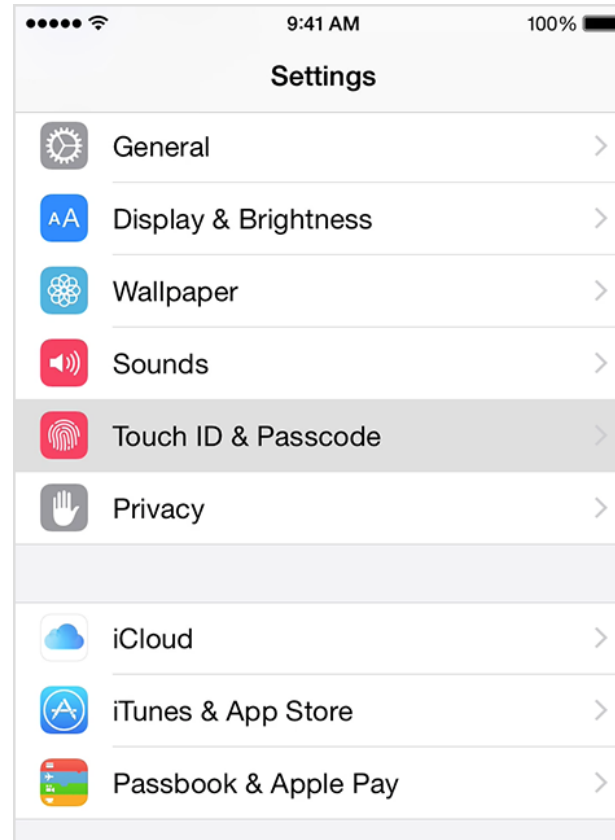 9:41 AM 100%
Settings
General
AA Display & Brightness
Wallpaper
Sounds
Touch ID & Passcode
Privacy
iCloud
iTunes & App Store
Passbook & Apple Pay